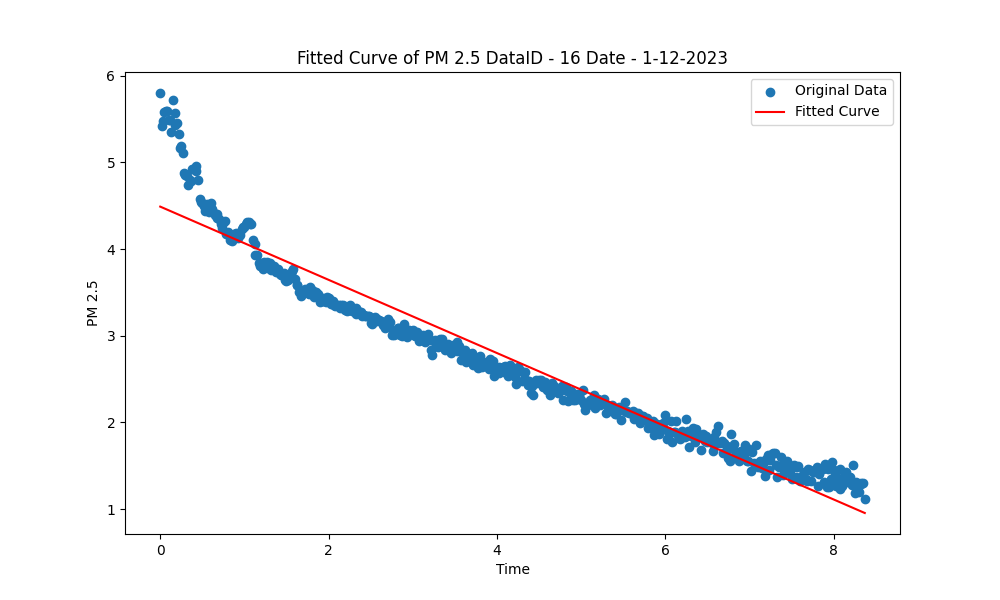 Fitted Curve of PM 2.5 DataID - 16 Date - 1-12-2023
Original Data
Fitted Curve
6
5
4
3
2
1
PM 2.5
0
2
4
6
8
Time